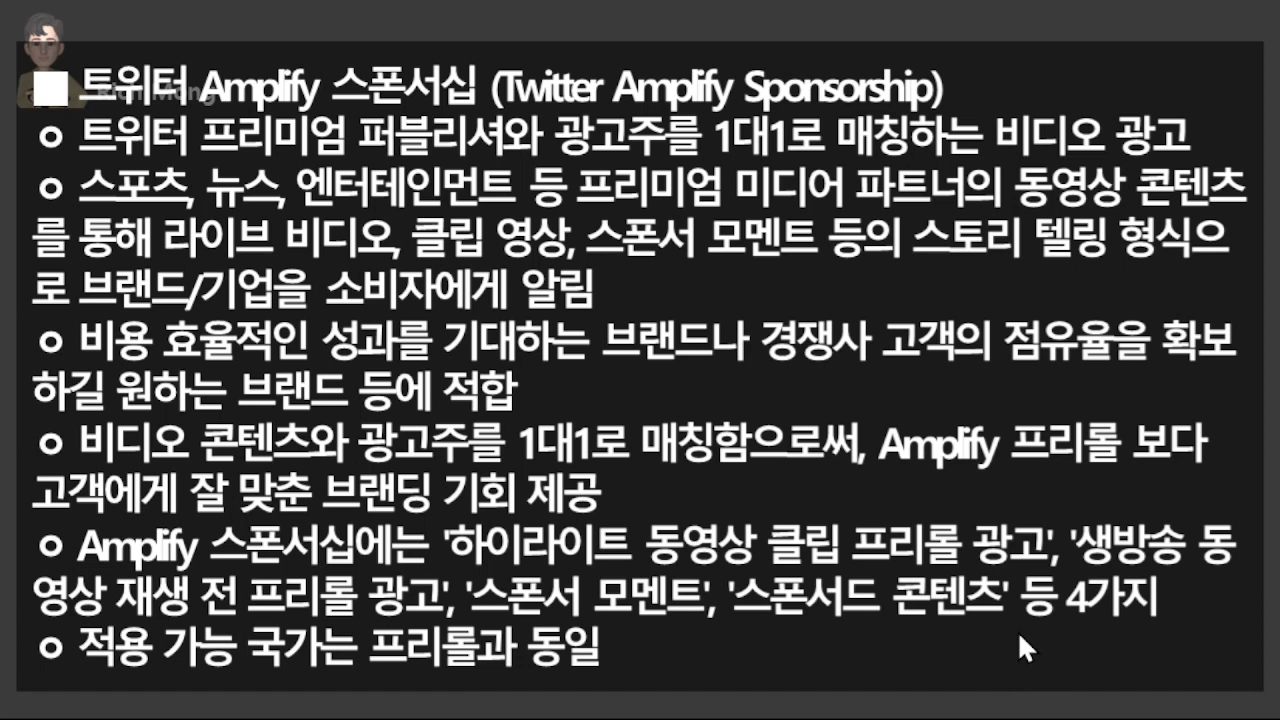 ■ 트위터 Amplify 스폰서십 (Twitter Amplify Sponsorship)
ㅇ 트위터 프리미엄 퍼블리셔와 광고주를 1대1로 매칭하는 비디오 광고
ㅇ 스포츠, 뉴스, 엔터테인먼트 등 프리미엄 미디어 파트너의 동영상 콘텐츠
를 통해 라이브 비디오, 클립 영상, 스폰서 모멘트 등의 스토리 텔링 형식으
로 브랜드/기업을 소비자에게 알림
ㅇ 비용 효율적인 성과를 기대하는 브랜드나 경쟁사 고객의 점유율을 확보
하길 원하는 브랜드 등에 적합
ㅇ 비디오 콘텐츠와 광고주를 1대1로 매칭함으로써, Amplify 프리롤 보다
고객에게 잘 맞춘 브랜딩 기회 제공
ㅇ Amplify 스폰서십에는 '하이라이트 동영상 클립 프리롤 광고', '생방송 동
영상 재생 전 프리롤 광고', '스폰서 모멘트', '스폰서드 콘텐츠' 등 4가지
ㅇ 적용 가능 국가는 프리롤과 동일